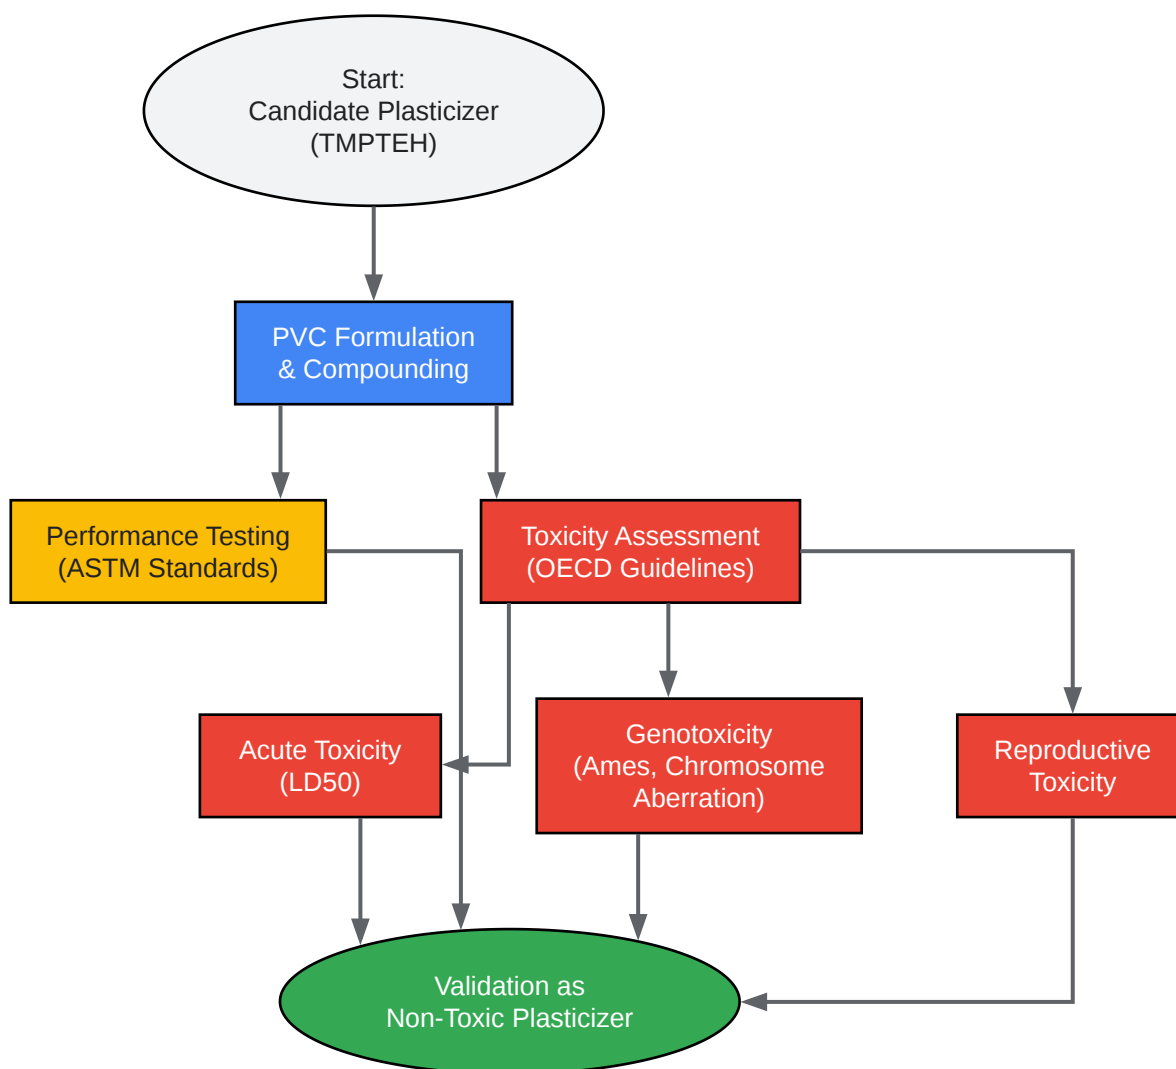 Start:
Candidate Plasticizer
(TMPTEH)
PVC Formulation
& Compounding
Performance Testing
(ASTM Standards)
Toxicity Assessment
(OECD Guidelines)
Acute Toxicity
(LD50)
Genotoxicity
(Ames, Chromosome
Aberration)
Reproductive
Toxicity
Validation as
Non-Toxic Plasticizer